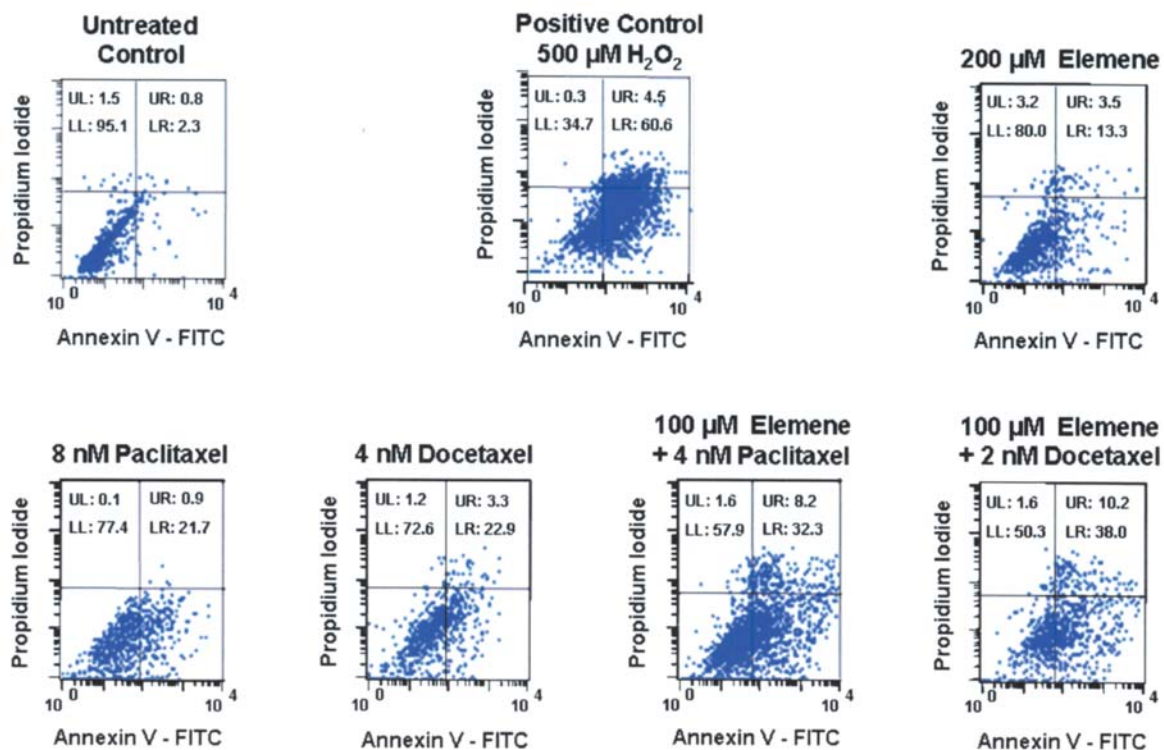 Untreated
Control
UL: 1.5 UR: 0.8
LL: 95.1 LR: 2.3
Propidium Iodide
10 0 10 4
Annexin V - FITC
Positive Control
500 µM H₂O₂
UL: 0.3 UR: 4.5
LL: 34.7 LR: 60.6
Propidium Iodide
10 0 10 4
Annexin V - FITC
200 µM Elemene
UL: 3.2 UR: 3.5
LL: 80.0 LR: 13.3
Propidium Iodide
10 0 10 4
Annexin V - FITC
8 nM Paclitaxel
UL: 0.1 UR: 0.9
LL: 77.4 LR: 21.7
Propidium Iodide
10 0 10 4
Annexin V - FITC
4 nM Docetaxel
UL: 1.2 UR: 3.3
LL: 72.6 LR: 22.9
Propidium Iodide
10 0 10 4
Annexin V - FITC
100 µM Elemene
+ 4 nM Paclitaxel
UL: 1.6 UR: 8.2
LL: 57.9 LR: 32.3
Propidium Iodide
10 0 10 4
Annexin V - FITC
100 µM Elemene
+ 2 nM Docetaxel
UL: 1.6 UR: 10.2
LL: 50.3 LR: 38.0
Propidium Iodide
10 0 10 4
Annexin V - FITC